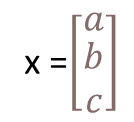 x = [a
b
c]